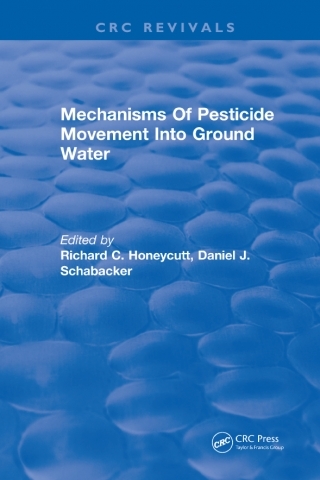 CRC REVIVALS
Mechanisms Of Pesticide
Movement Into Ground
Water
Edited by
Richard C. Honeycutt, Daniel J.
Schabacker
CRC
CRC Press
Taylor & Francis Group